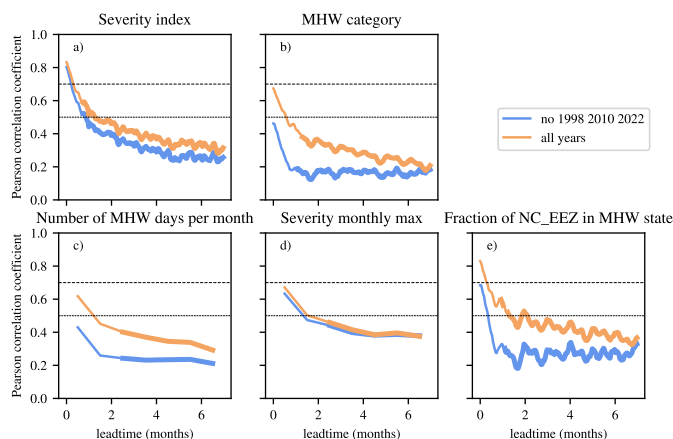 Severity index
MHW category
a)
b)
1.0
0.8
0.6
0.4
0.2
0.0
Pearson correlation coefficient
no 1998 2010 2022
all years
Number of MHW days per month
Severity monthly max
Fraction of NC_EEZ in MHW state
c)
d)
e)
1.0
0.8
0.6
0.4
0.2
0.0
Pearson correlation coefficient
0 2 4 6
0 2 4 6
0 2 4 6
leadtime (months)
leadtime (months)
leadtime (months)